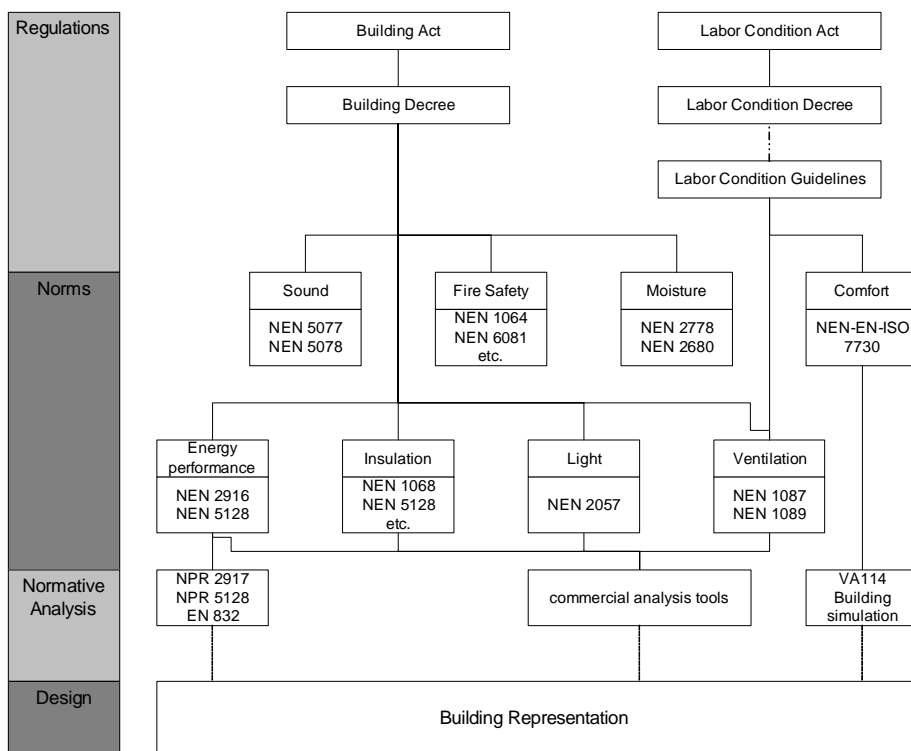 Regulations
Building Act
Labor Condition Act
Building Decree
Labor Condition Decree
Labor Condition Guidelines
Norms
Sound
NEN 5077
NEN 5078
Fire Safety
NEN 1064
NEN 6081
etc.
Moisture
NEN 2778
NEN 2680
Comfort
NEN-EN-ISO
7730
Energy
performance
NEN 2916
NEN 5128
Insulation
NEN 1068
NEN 5128
etc.
Light
NEN 2057
Ventilation
NEN 1087
NEN 1089
Normative
Analysis
NPR 2917
NPR 5128
EN 832
commercial analysis tools
VA114
Building
simulation
Design
Building Representation